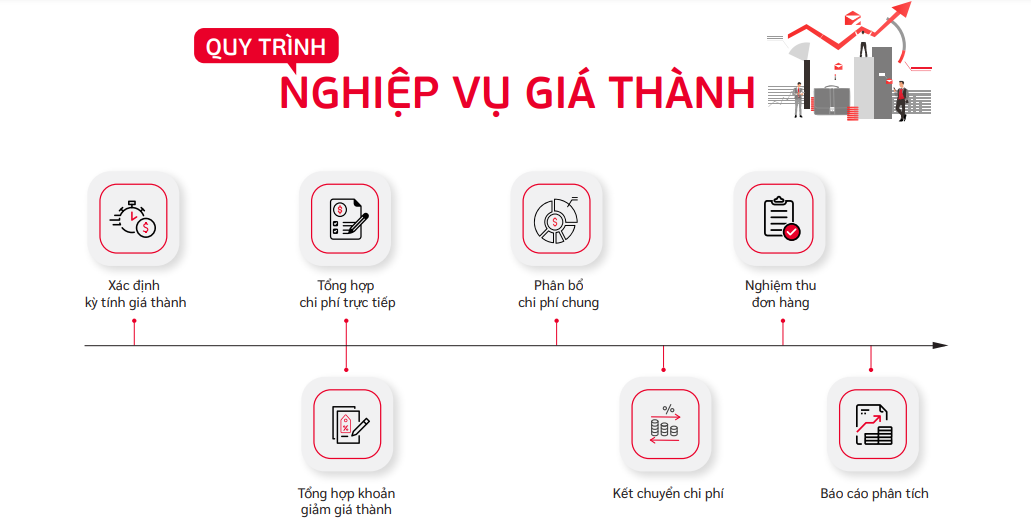 QUY TRÌNH
NGHIỆP VỤ GIÁ THÀNH
Xác định
kỳ tính giá thành
Tổng hợp
chi phí trực tiếp
Phân bổ
chi phí chung
Nghiệm thu
đơn hàng
Tổng hợp khoản
giảm giá thành
Kết chuyển chi phí
Báo cáo phân tích